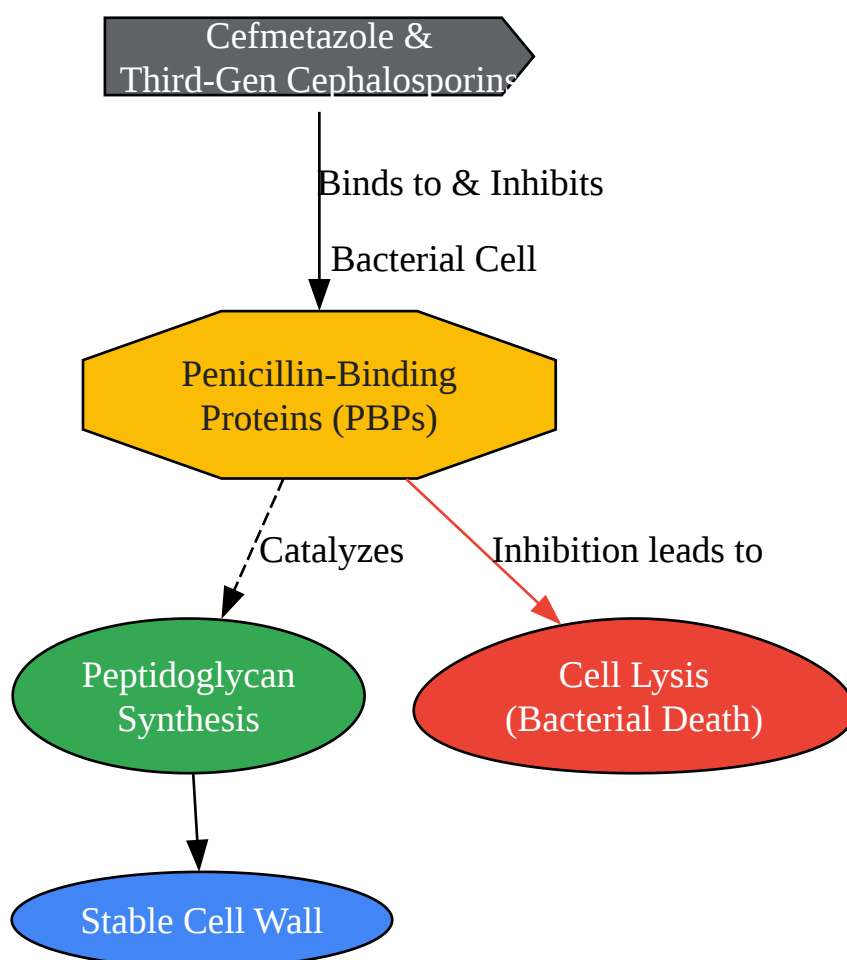 Cefmetazole &
Third-Gen Cephalosporins
Binds to & Inhibits
Bacterial Cell
Penicillin-Binding
Proteins (PBPs)
Catalyzes
Inhibition leads to
Peptidoglycan
Synthesis
Cell Lysis
(Bacterial Death)
Stable Cell Wall